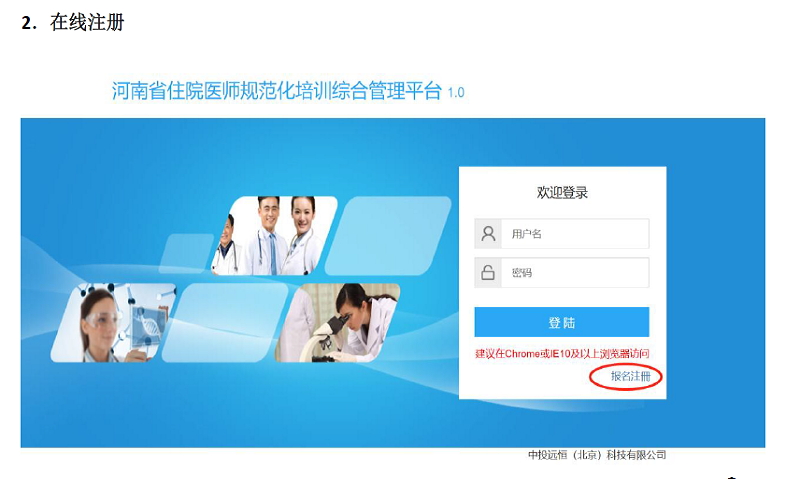 2．在线注册
河南省住院医师规范化培训综合管理平台 1.0
欢迎登录
用户名
密码
登 陆
建议在Chrome或IE10及以上浏览器访问
报名注冊
中投远恒（北京）科技有限公司